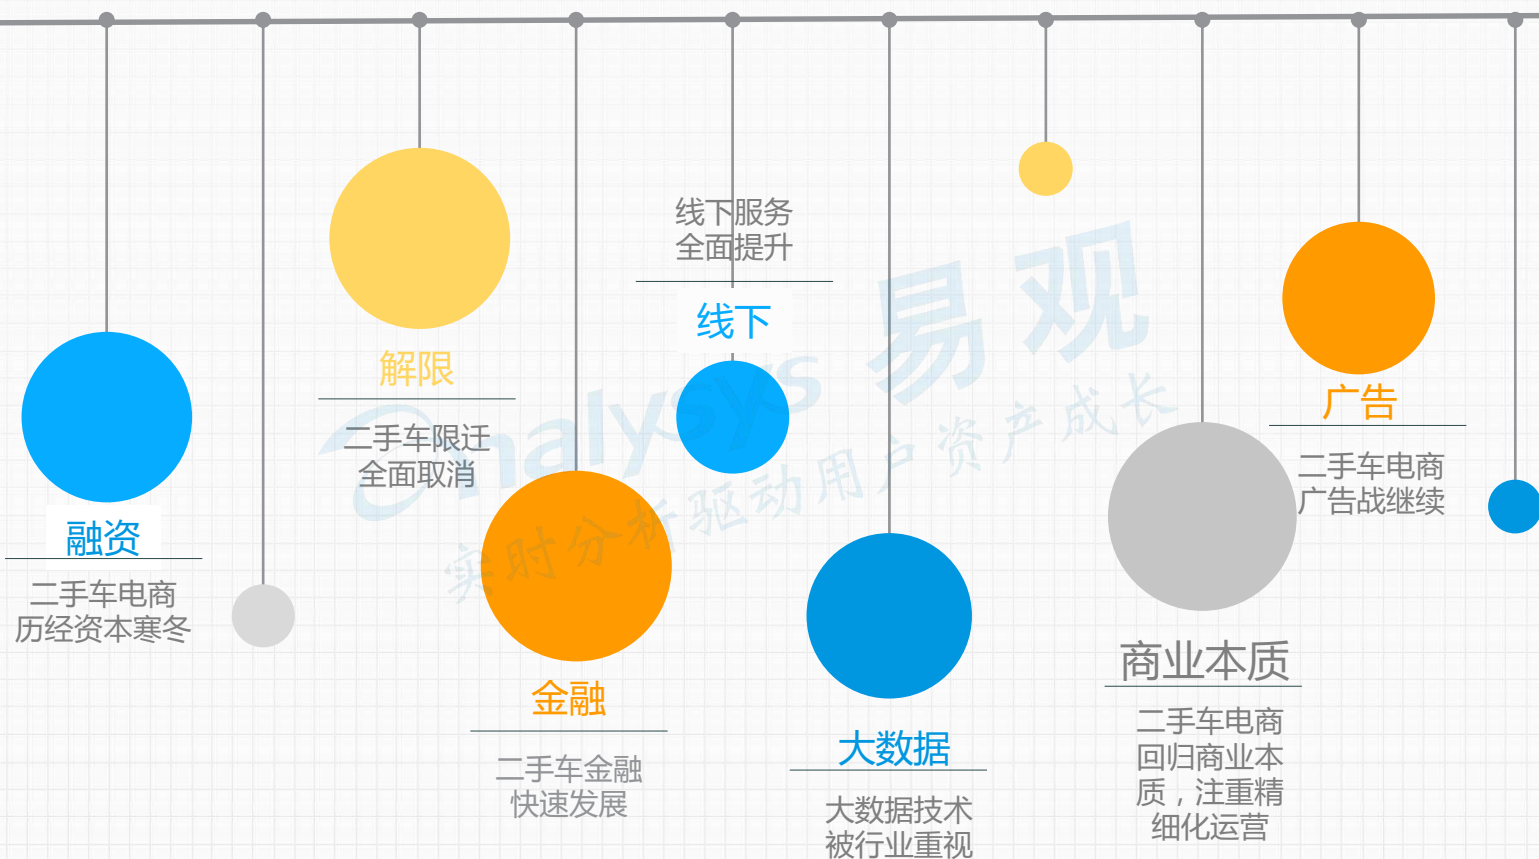 融资
二手车电商
历经资本寒冬
解限
二手车限迁
全面取消
金融
二手车金融
快速发展
线下服务
全面提升
线下
大数据
大数据技术
被行业重视
商业本质
二手车电商
回归商业本
质，注重精
细化运营
广告
二手车电商
广告战继续
nalysys 易观
实时分析驱动用户资产成长